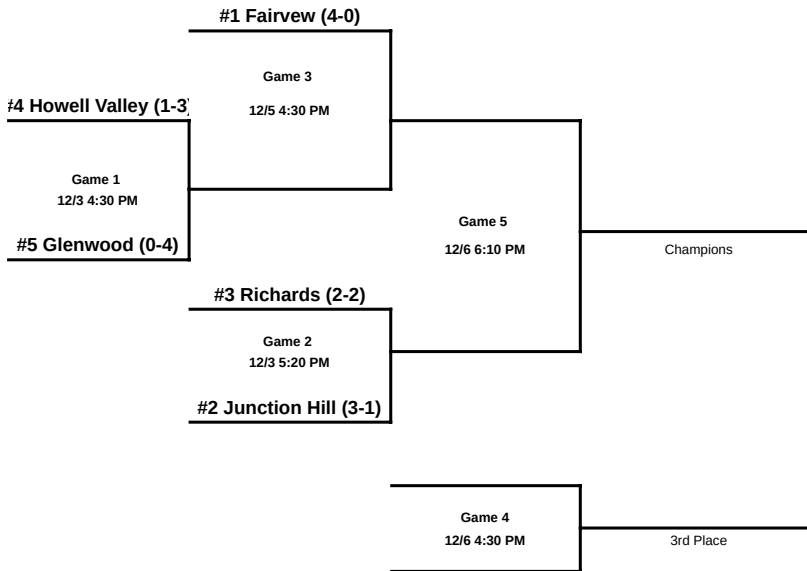 #1 Fairvew (4-0)
Game 3
12/5 4:30 PM
#4 Howell Valley (1-3)
Game 1
12/3 4:30 PM
#5 Glenwood (0-4)
Game 5
12/6 6:10 PM
Champions
#3 Richards (2-2)
Game 2
12/3 5:20 PM
#2 Junction Hill (3-1)
Game 4
12/6 4:30 PM
3rd Place